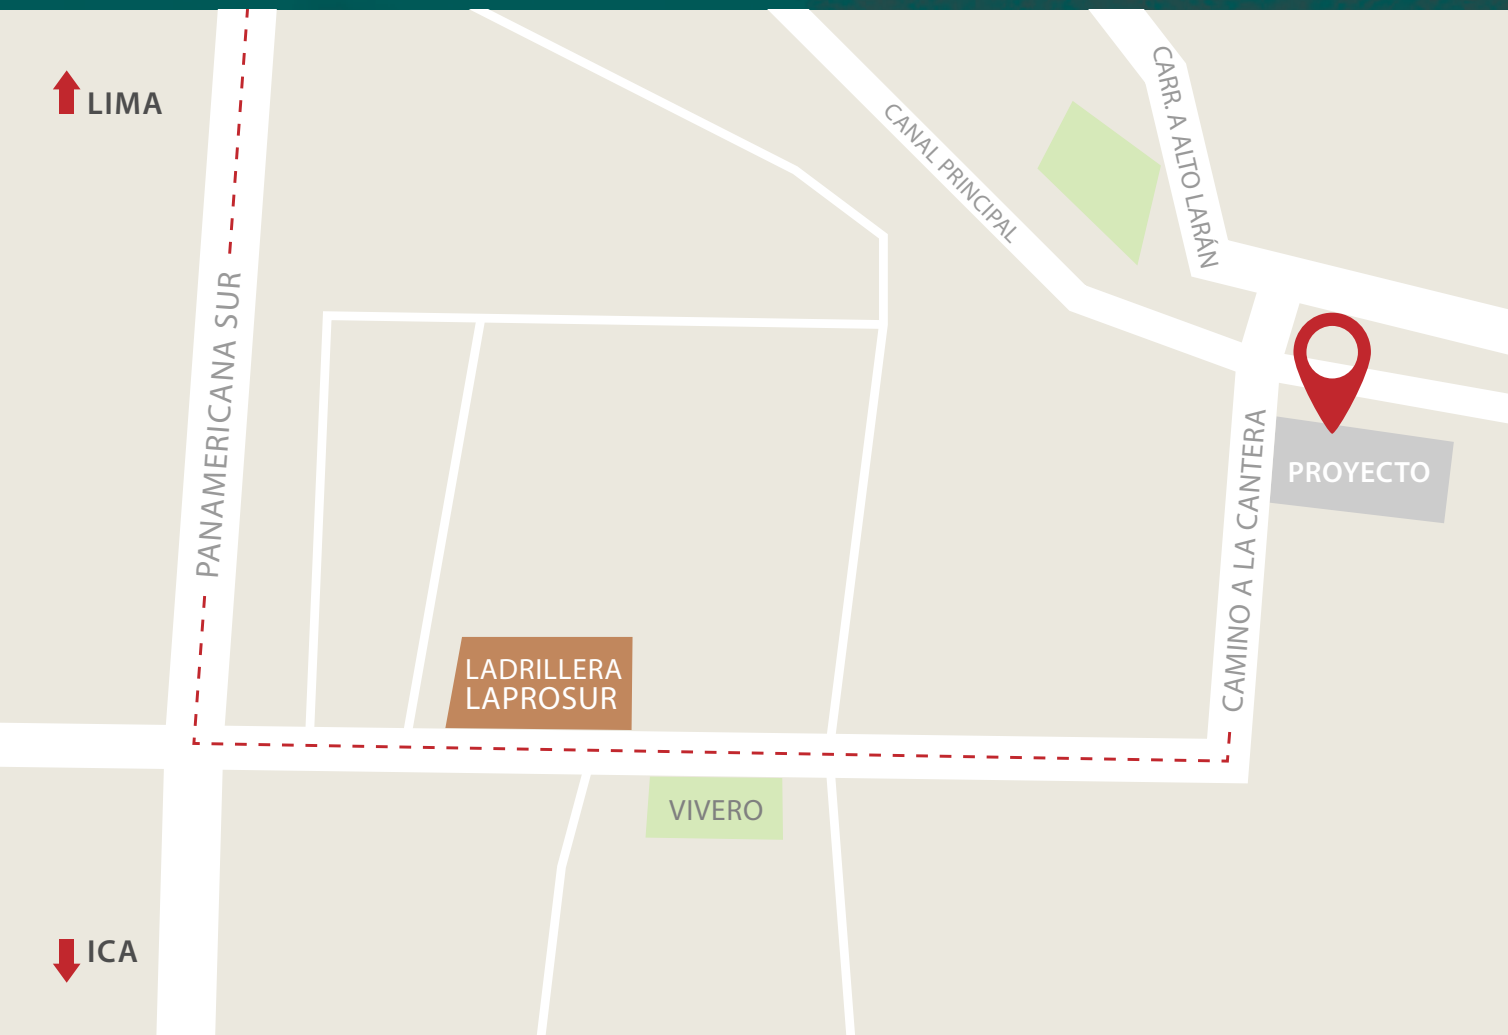 LIMA
CARR. A ALTO LARÁN
CANAL PRINCIPAL
PANAMERICANA SUR
CAMINO A LA CANTERA
PROYECTO
LADRILLERA
LAPROSUR
VIVERO
ICA